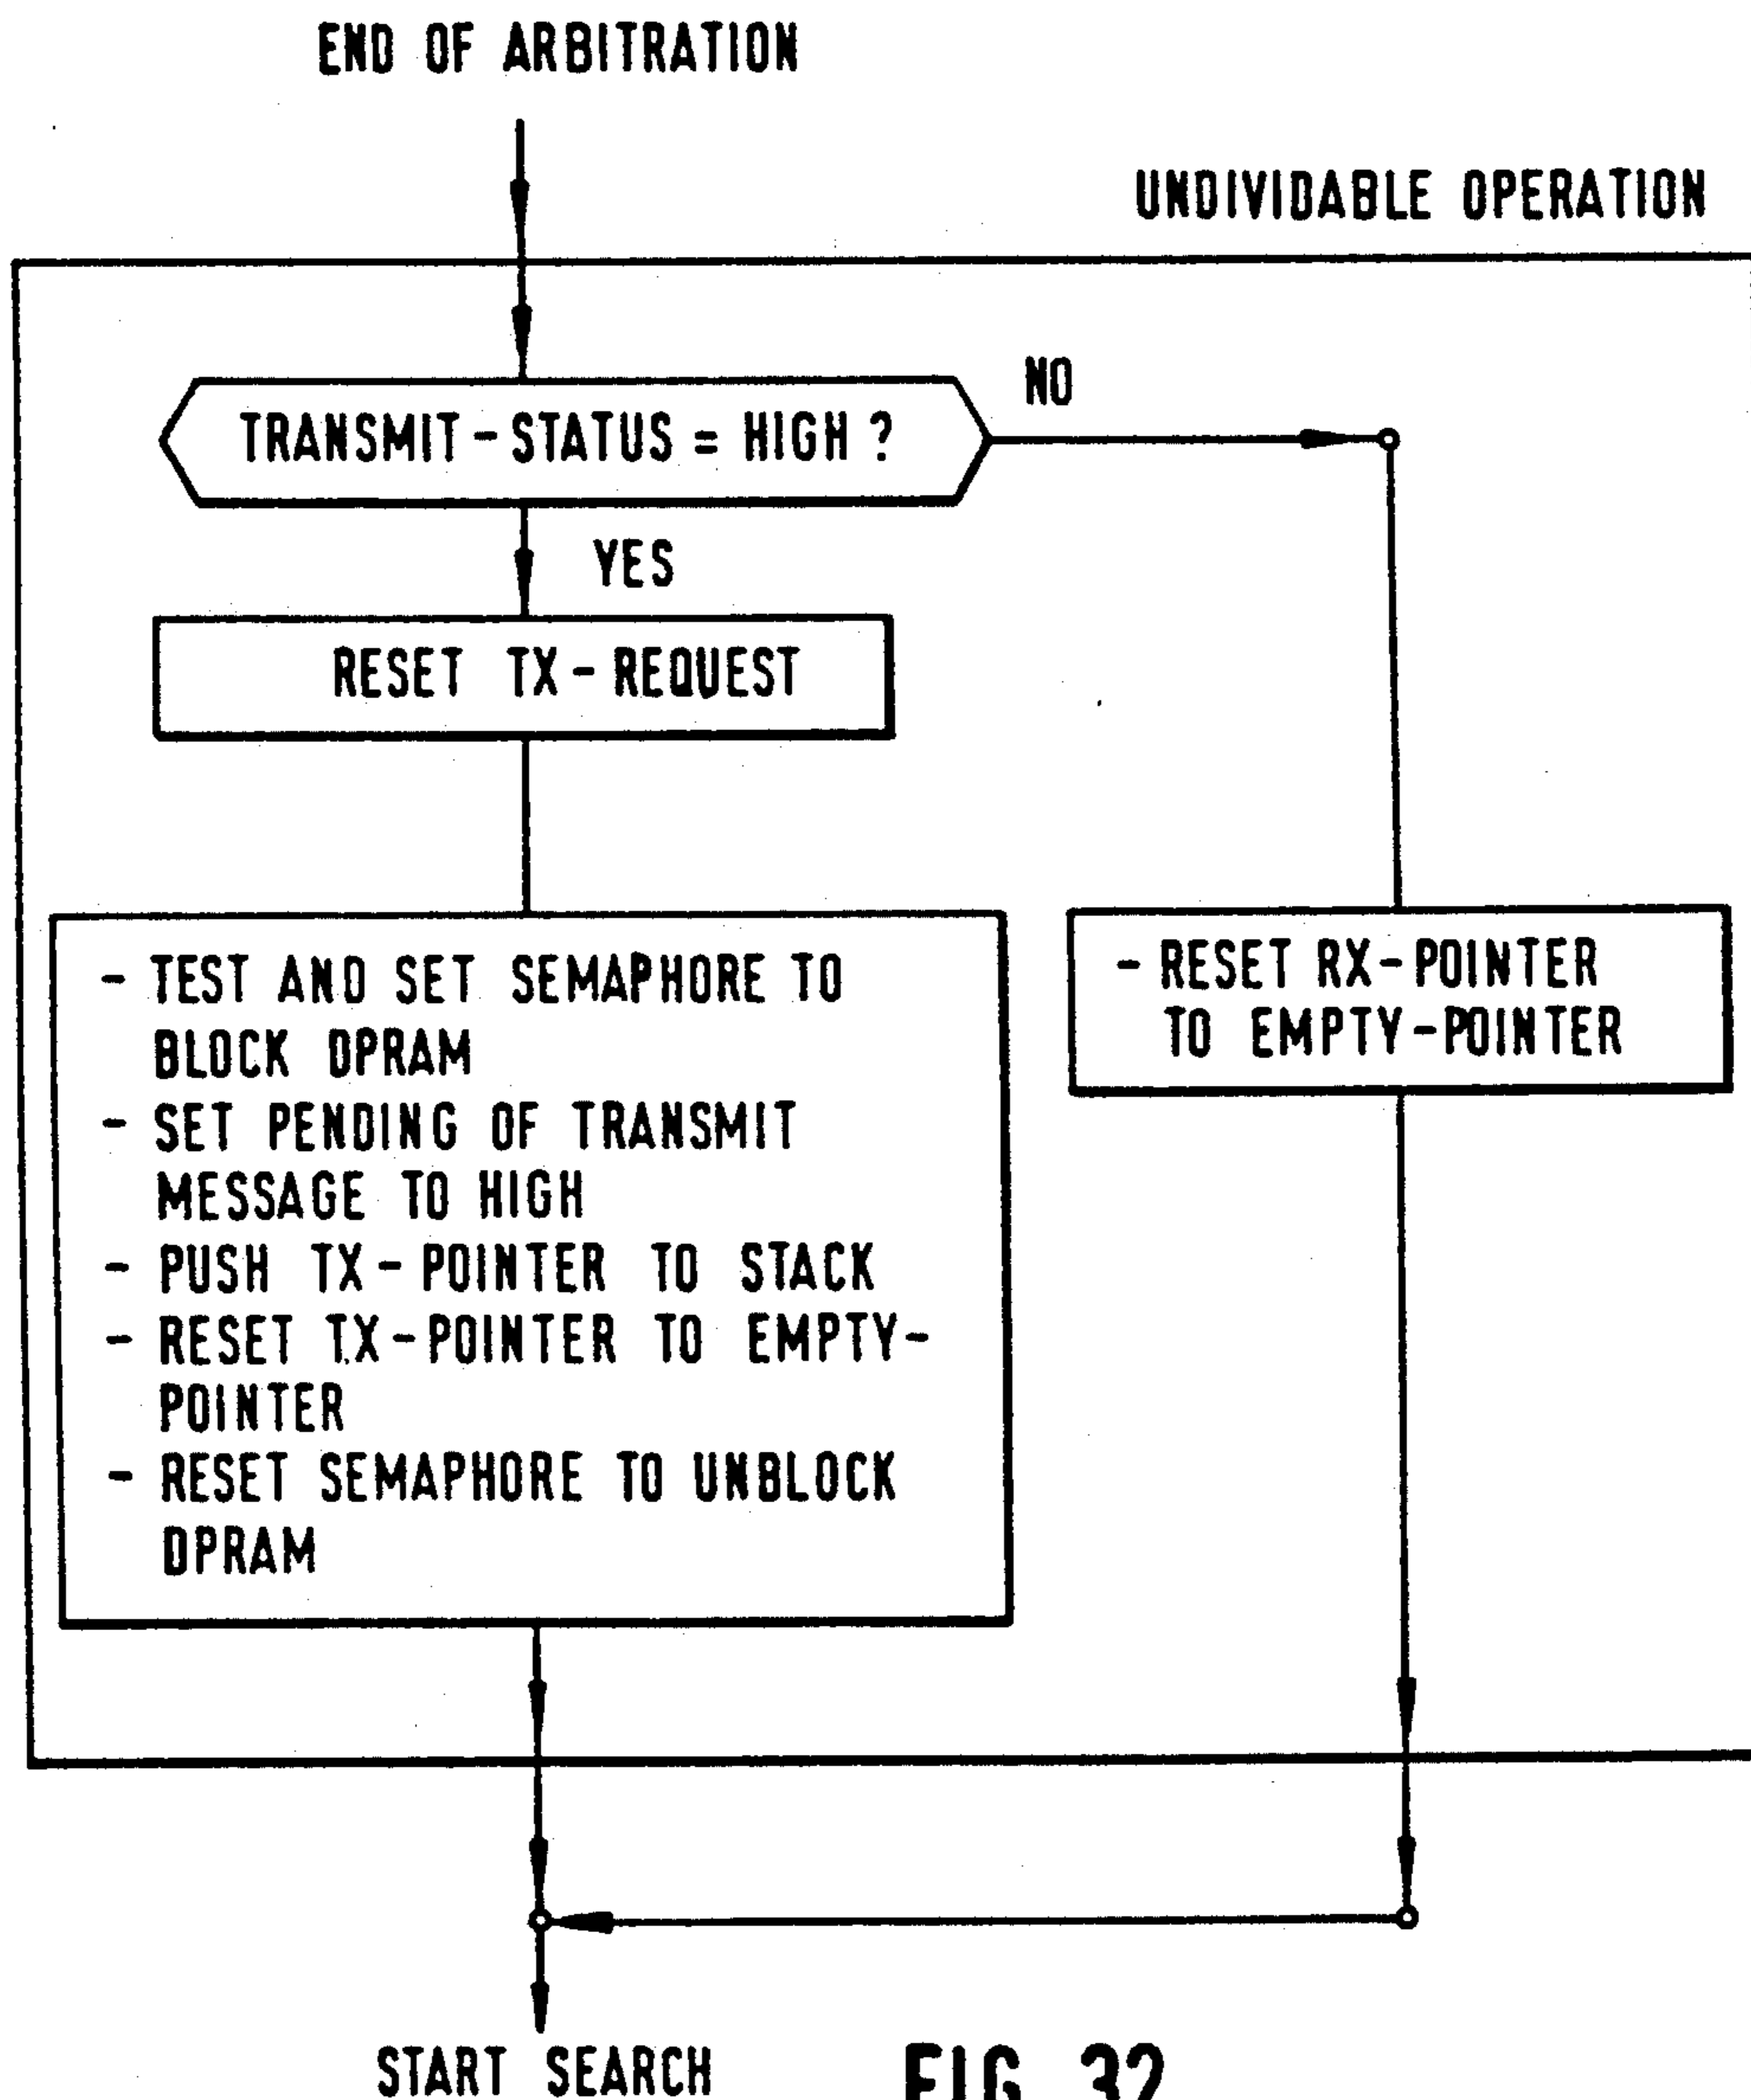 END OF ARBITRATION
UNDIVIDABLE OPERATION
TRANSMIT-STATUS = HIGH ?
NO
YES
RESET TX-REQUEST
- TEST AND SET SEMAPHORE TO
BLOCK DPRAM
- SET PENDING OF TRANSMIT
MESSAGE TO HIGH
- PUSH TX-POINTER TO STACK
- RESET TX-POINTER TO EMPTY-
POINTER
- RESET SEMAPHORE TO UNBLOCK
DPRAM
- RESET RX-POINTER
TO EMPTY-POINTER
START SEARCH
FIG. 32